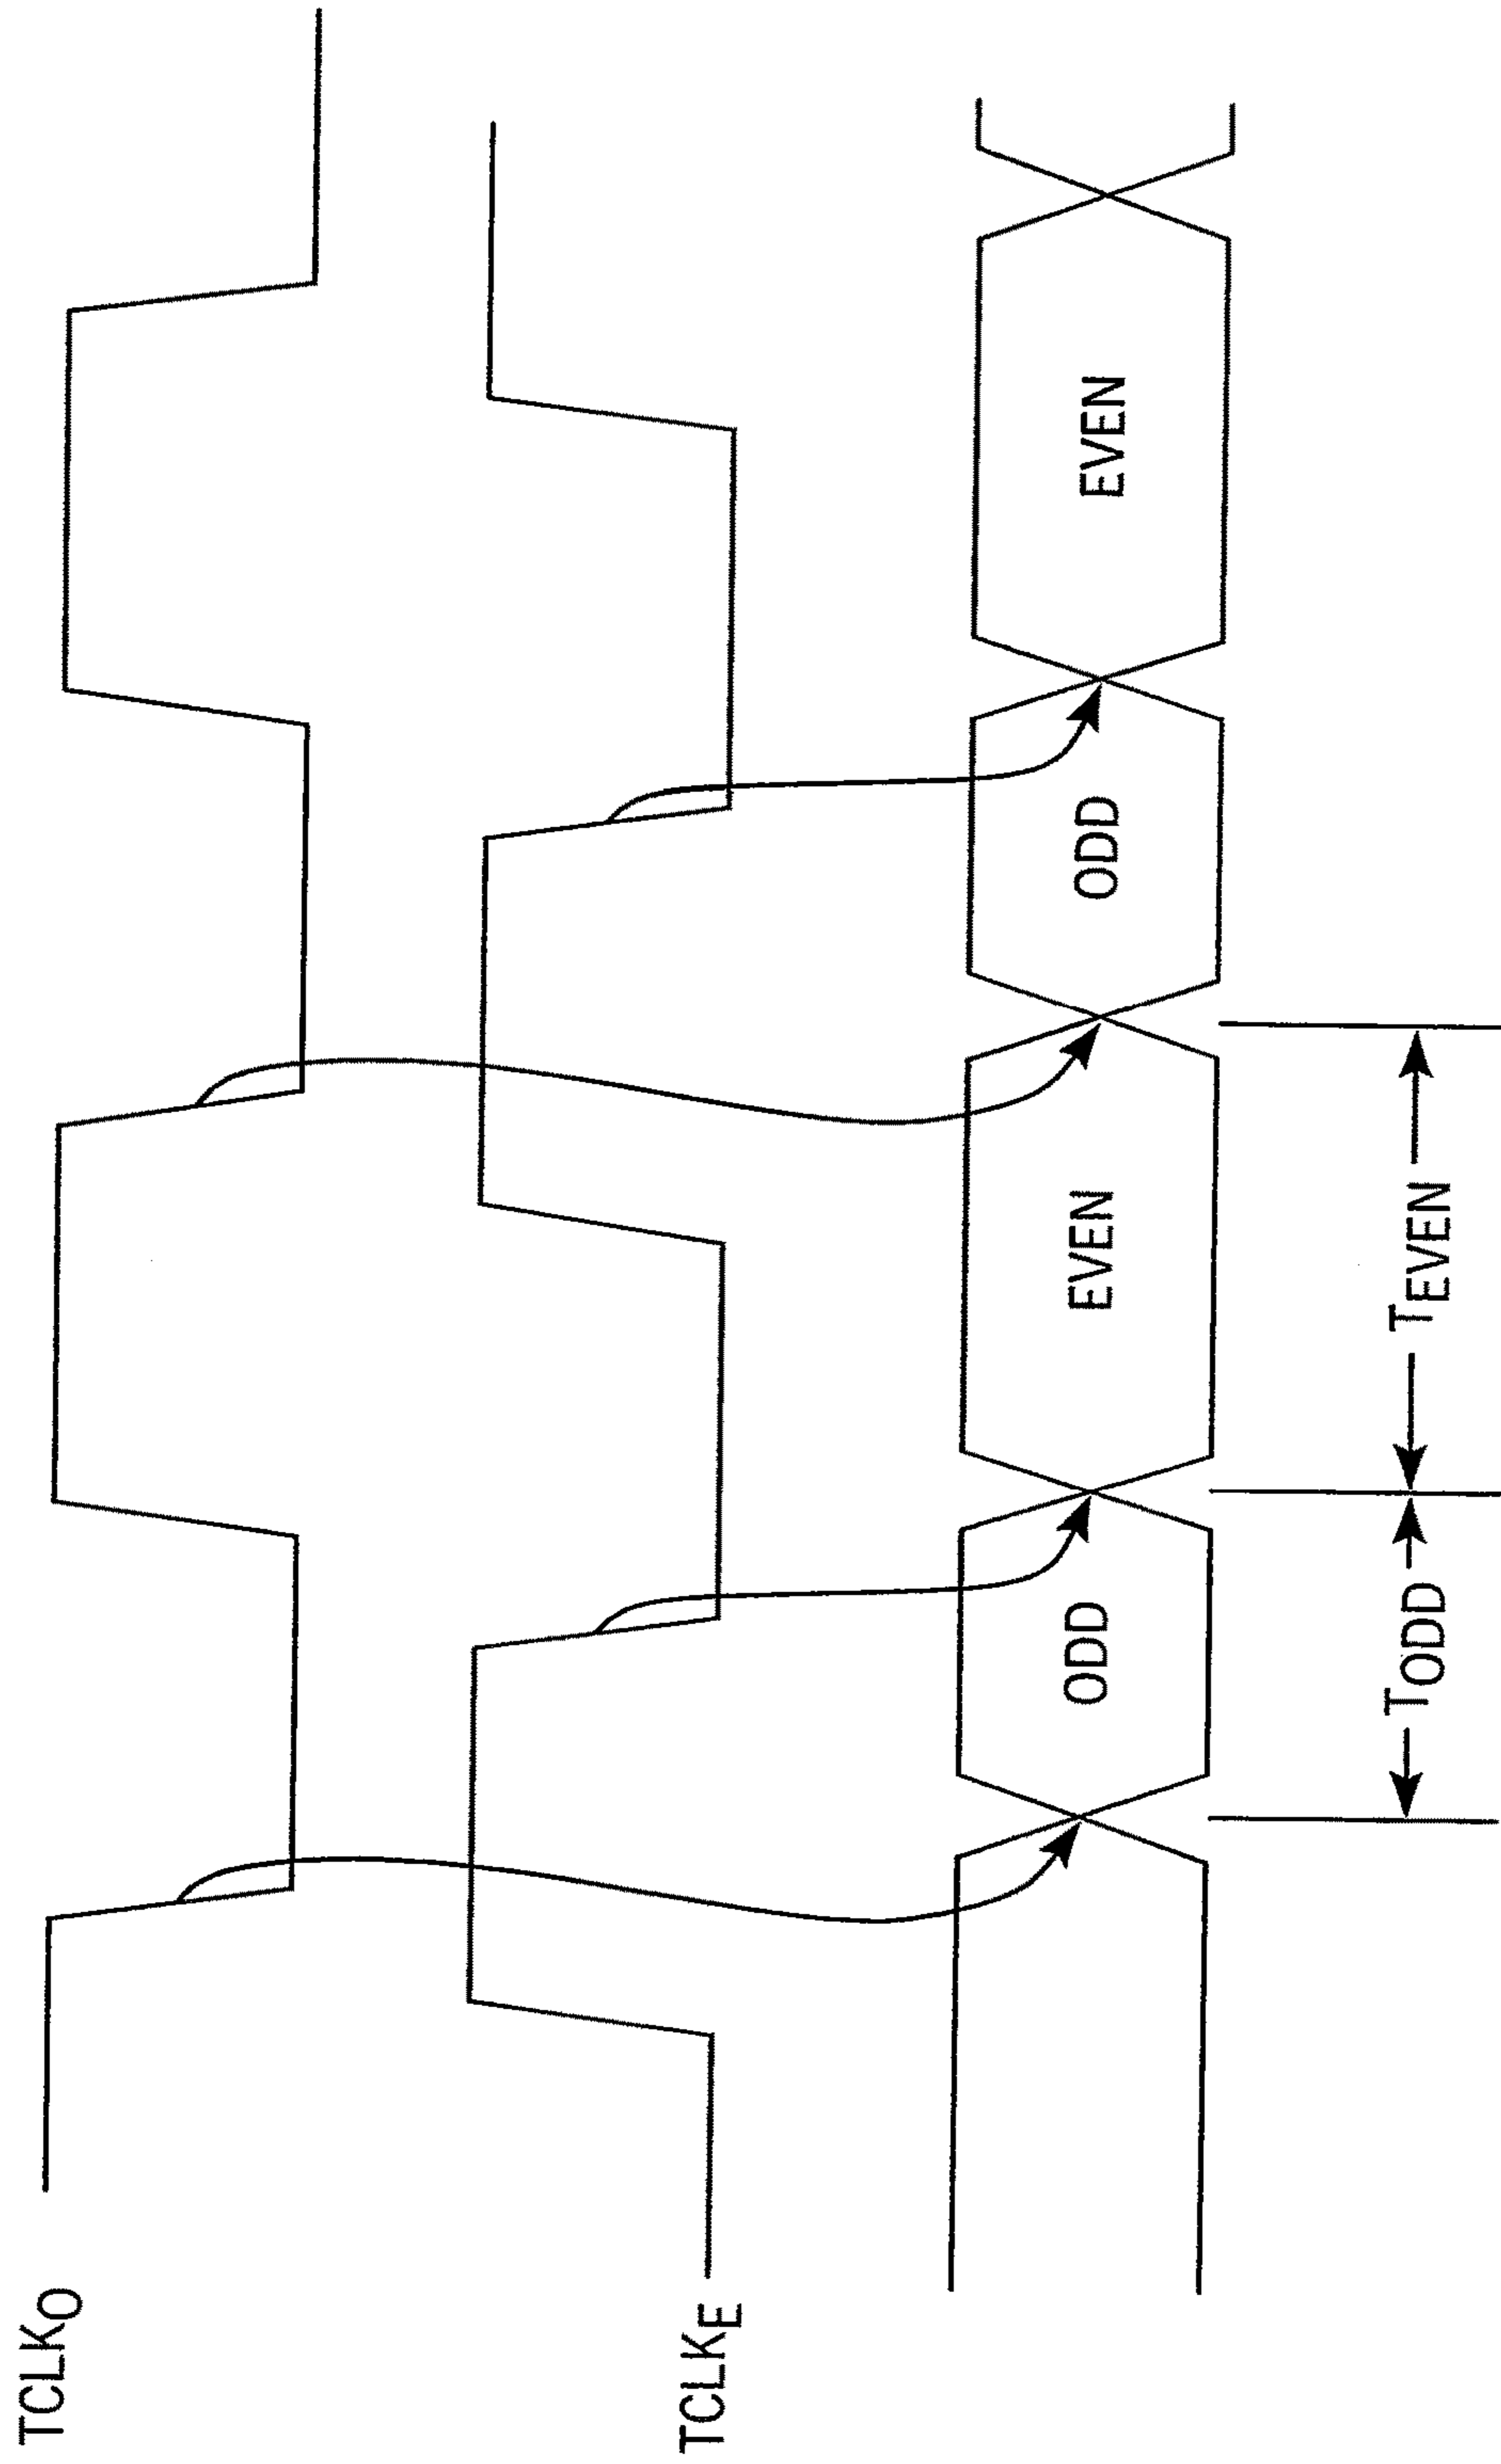 TCLKO
TCLKE
ODD
EVEN
ODD
EVEN
TODD
TEVEN